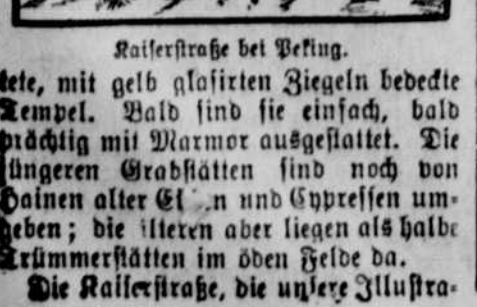 Kaiserstraße bei Peking.
tete, mit gelb glasirten Ziegeln bedeckte
Tempel. Bald sind sie einfach, bald
prächtig mit Marmor ausgestattet. Die
jüngeren Grabstätten sind noch von
Hainen alter und Cypressen um-
geben; die älteren aber liegen als halbe
Trümmerstätten im öden Felde da.
Die Kaiserstraße, die unsere Illustra-